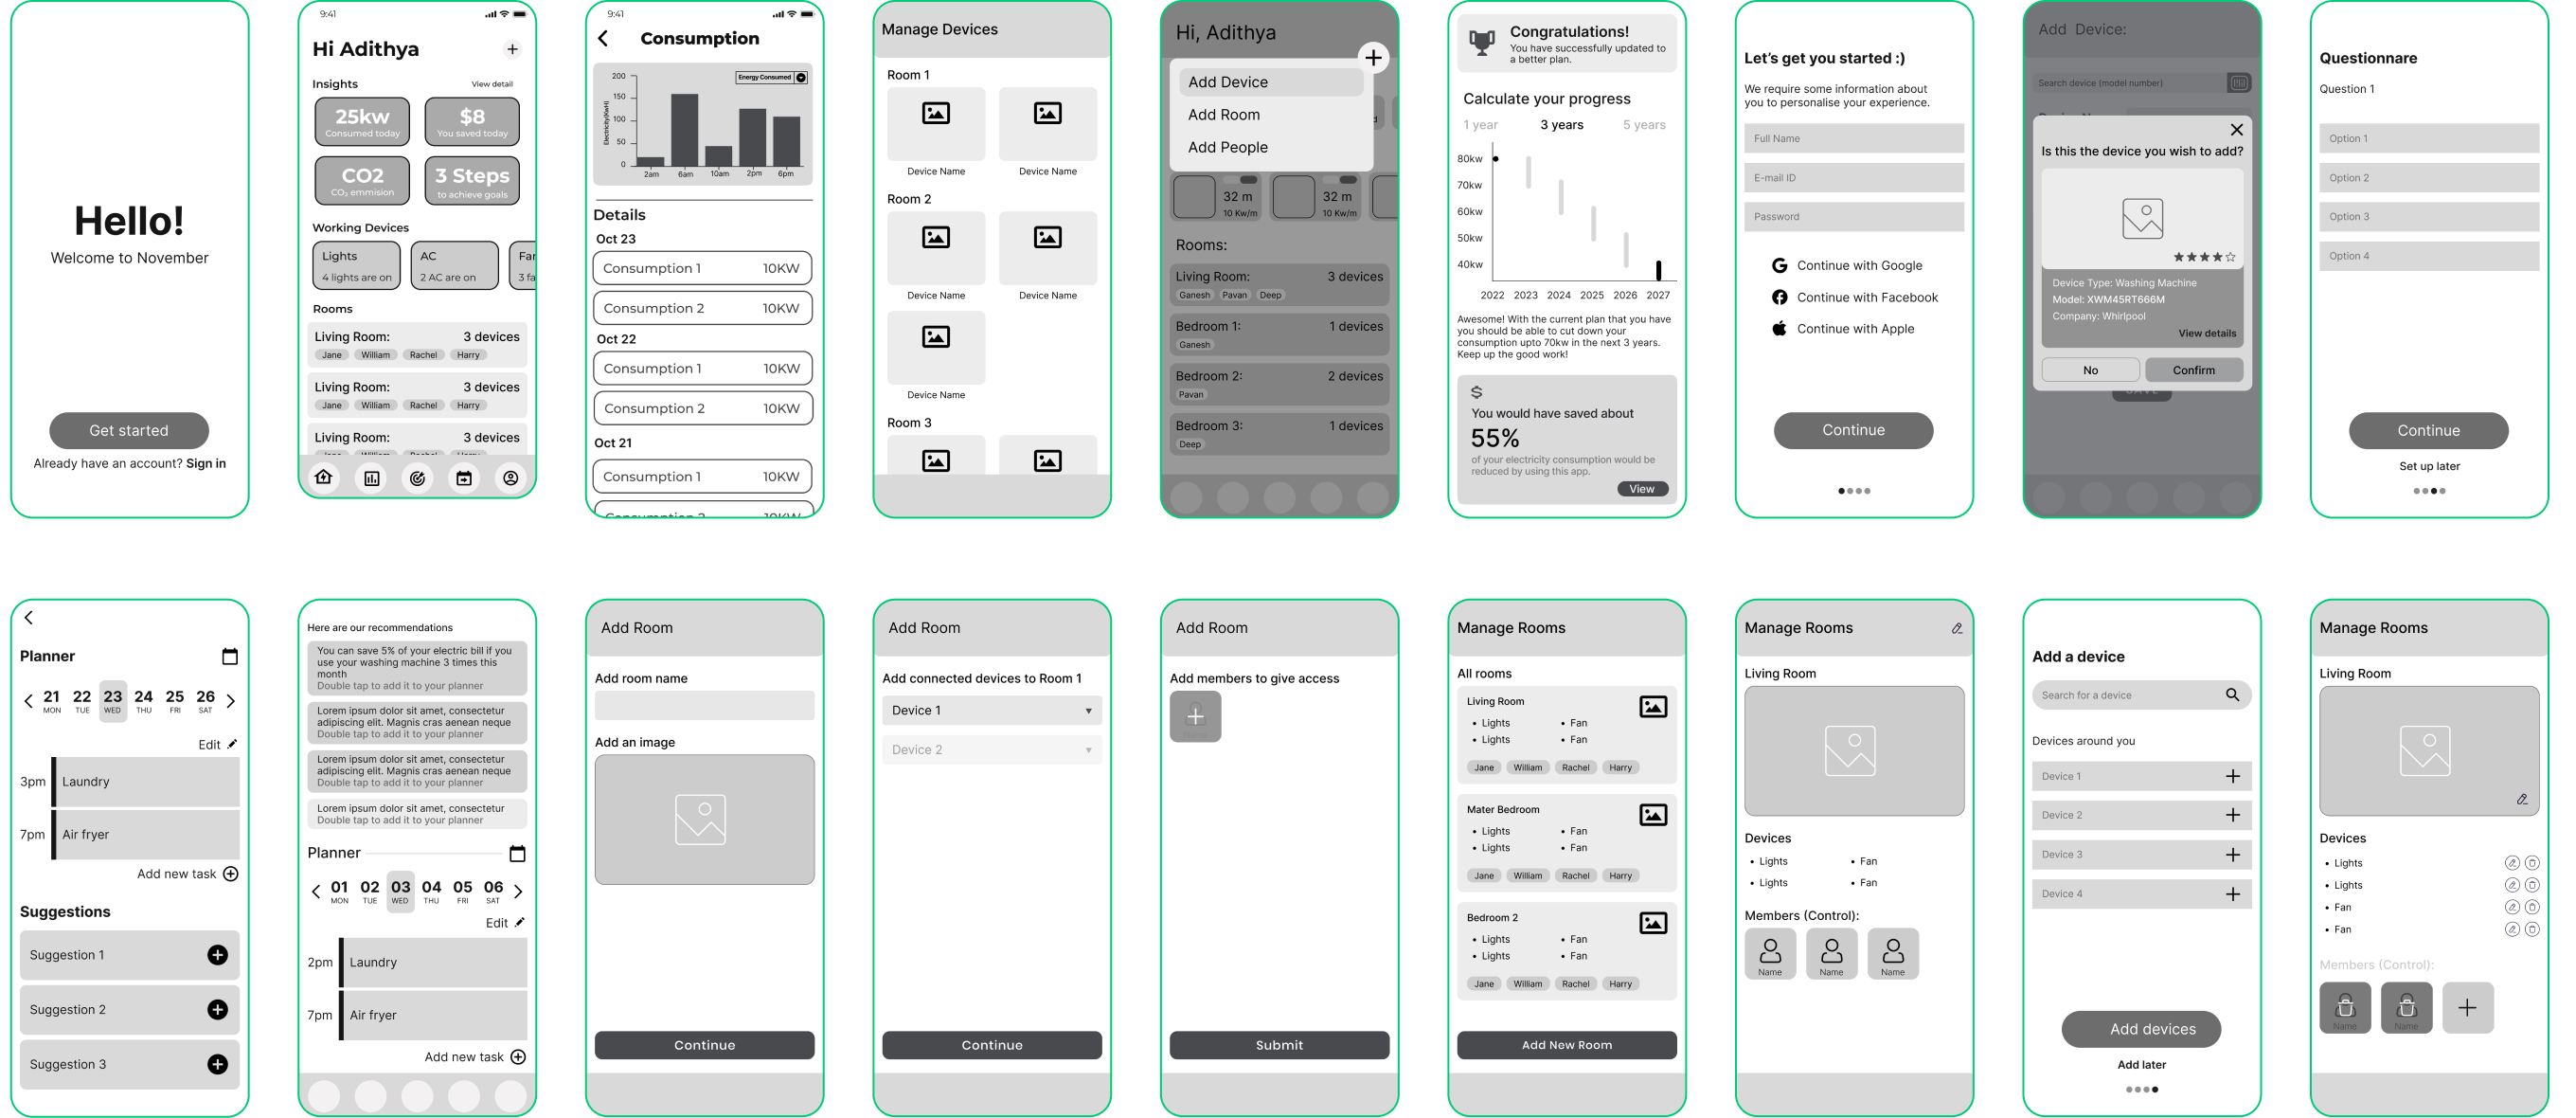 Hello!
Welcome to November
Get started
Already have an account? Sign in
9:41
Hi Adithya
Insights
View detail
25kw
Consumed today
$8
You saved today
CO2
CO₂ emmision
3 Steps
to achieve goals
Working Devices
Lights
4 lights are on
AC
2 AC are on
Fa
3 fa
Rooms
Living Room: 3 devices
Jane William Rachel Harry
Living Room: 3 devices
Jane William Rachel Harry
Living Room: 3 devices
Jane William Rachel Harry
9:41
Consumption
Energy Consumed
Electricity(KwH)
200
150
100
50
0
2am 6am 10am 2pm 6pm
Details
Oct 23
Consumption 1 10KW
Consumption 2 10KW
Oct 22
Consumption 1 10KW
Consumption 2 10KW
Oct 21
Consumption 1 10KW
Consumption 2 10KW
Manage Devices
Room 1
Device Name Device Name
Room 2
Device Name Device Name
Device Name
Room 3
Hi, Adithya
Add Device
Add Room
Add People
d
32 m
10 Kw/m
32 m
10 Kw/m
Rooms:
Living Room: 3 devices
Ganesh Pavan Deep
Bedroom 1: 1 devices
Ganesh
Bedroom 2: 2 devices
Pavan
Bedroom 3: 1 devices
Deep
Congratulations!
You have successfully updated to
a better plan.
Calculate your progress
1 year 3 years 5 years
80kw
70kw
60kw
50kw
40kw
2022 2023 2024 2025 2026 2027
Awesome! With the current plan that you have
you should be able to cut down your
consumption upto 70kw in the next 3 years.
Keep up the good work!
$
You would have saved about
55%
of your electricity consumption would be
reduced by using this app.
View
Let's get you started :)
We require some information about
you to personalise your experience.
Full Name
E-mail ID
Password
Continue with Google
Continue with Facebook
Continue with Apple
Continue
Add Device:
Search device (model number)
Is this the device you wish to add?
Device Type: Washing Machine
Model: XWM45RT666M
Company: Whirlpool
View details
No Confirm
SAVE
Questionnare
Question 1
Option 1
Option 2
Option 3
Option 4
Continue
Set up later
Planner
21 22 23 24 25 26
MON TUE WED THU FRI SAT
Edit
3pm Laundry
7pm Air fryer
Add new task
Suggestions
Suggestion 1
Suggestion 2
Suggestion 3
Here are our recommendations
You can save 5% of your electric bill if you
use your washing machine 3 times this
month
Double tap to add it to your planner
Lorem ipsum dolor sit amet, consectetur
adipiscing elit. Magnis cras aenean neque
Double tap to add it to your planner
Lorem ipsum dolor sit amet, consectetur
adipiscing elit. Magnis cras aenean neque
Double tap to add it to your planner
Lorem ipsum dolor sit amet, consectetur
Double tap to add it to your planner
Planner
01 02 03 04 05 06
MON TUE WED THU FRI SAT
Edit
2pm Laundry
7pm Air fryer
Add new task
Add Room
Add room name
Add an image
Continue
Add Room
Add connected devices to Room 1
Device 1
Device 2
Continue
Add Room
Add members to give access
Submit
Manage Rooms
All rooms
Living Room
• Lights • Fan
• Lights • Fan
Jane William Rachel Harry
Mater Bedroom
• Lights • Fan
• Lights • Fan
Jane William Rachel Harry
Bedroom 2
• Lights • Fan
• Lights • Fan
Jane William Rachel Harry
Add New Room
Manage Rooms
Living Room
Devices
• Lights • Fan
• Lights • Fan
Members (Control):
Name Name Name
Add a device
Search for a device
Devices around you
Device 1
Device 2
Device 3
Device 4
Add devices
Add later
Manage Rooms
Living Room
Devices
• Lights
• Lights
• Fan
• Fan
Members (Control):
Name Name